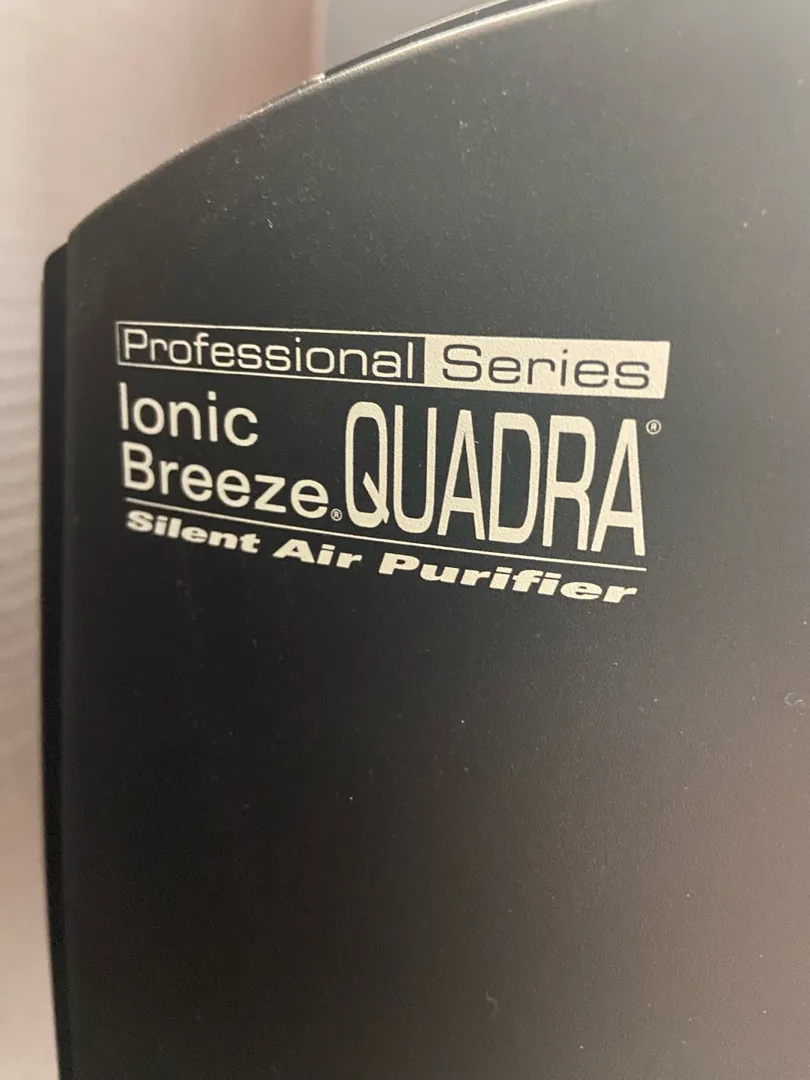 Professional Series
Ionic
Breeze® QUADRA®
Silent Air Purifier